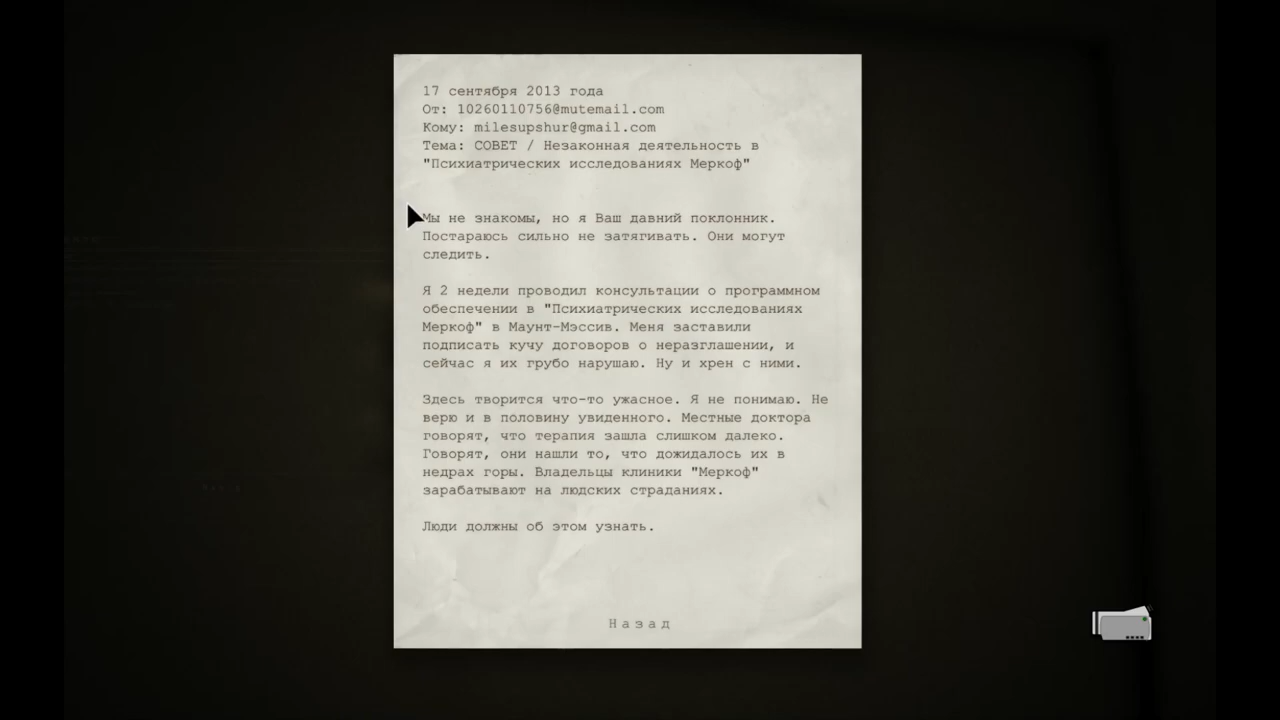 17 сентября 2013 года
От: 10260110756@mutemail.com
Кому: milesupshur@gmail.com
Тема: СОВЕТ / Незаконная деятельность в
"Психиатрических исследованиях Меркоф"
Мы не знакомы, но я Ваш давний поклонник.
Постараюсь сильно не затягивать. Они могут
следить.
Я 2 недели проводил консультации о программном
обеспечении в "Психиатрических исследованиях
Меркоф" в Маунт-Мэссив. Меня заставили
подписать кучу договоров о неразглашении, и
сейчас я их грубо нарушаю. Ну и хрен с ними.
Здесь творится что-то ужасное. Я не понимаю. Не
верю и в половину увиденного. Местные доктора
говорят, что терапия зашла слишком далеко.
Говорят, они нашли то, что дожидалось их в
недрах горы. Владельцы клиники "Меркоф"
зарабатывают на людских страданиях.
Люди должны об этом узнать.
Назад